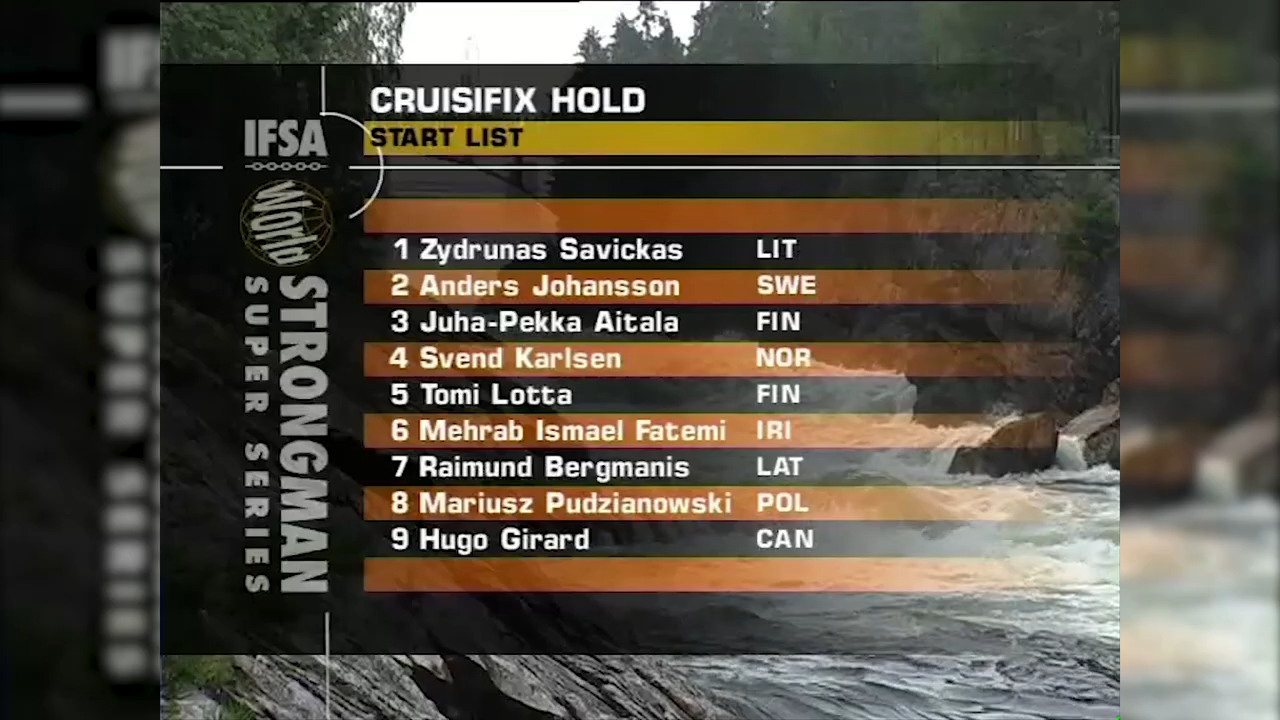 CRUISIFIX HOLD
START LIST
IFSA
World
STRONGMAN
SUPER SERIES
1 Zydrunas Savickas LIT
2 Anders Johansson SWE
3 Juha-Pekka Aitala FIN
4 Svend Karlsen NOR
5 Tomi Lotta FIN
6 Mehrab Ismael Fatemi IRI
7 Raimund Bergmanis LAT
8 Mariusz Pudzianowski POL
9 Hugo Girard CAN